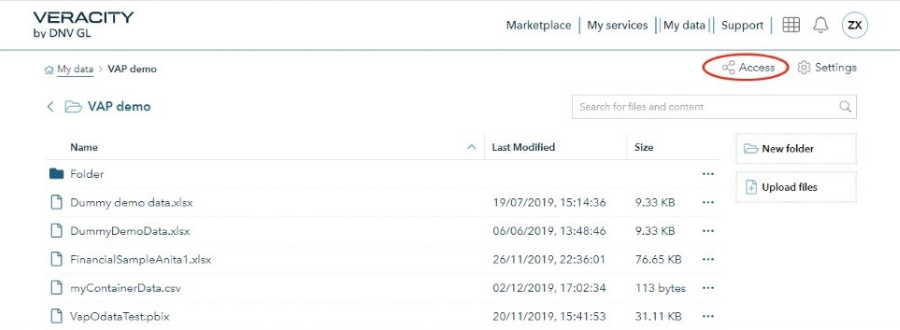 VERACITY
by DNV GL
Marketplace My services My data Support ZX
My data > VAP demo
Access Settings
VAP demo
Search for files and content
Name Last Modified Size
New folder
Folder
Upload files
Dummy demo data.xlsx 19/07/2019, 15:14:36 9.33 KB
DummyDemoData.xlsx 06/06/2019, 13:48:46 9.33 KB
FinancialSampleAnita1.xlsx 26/11/2019, 22:36:01 76.65 KB
myContainerData.csv 02/12/2019, 17:02:34 113 bytes
VapOdataTest.pbix 20/11/2019, 15:41:53 31.11 KB